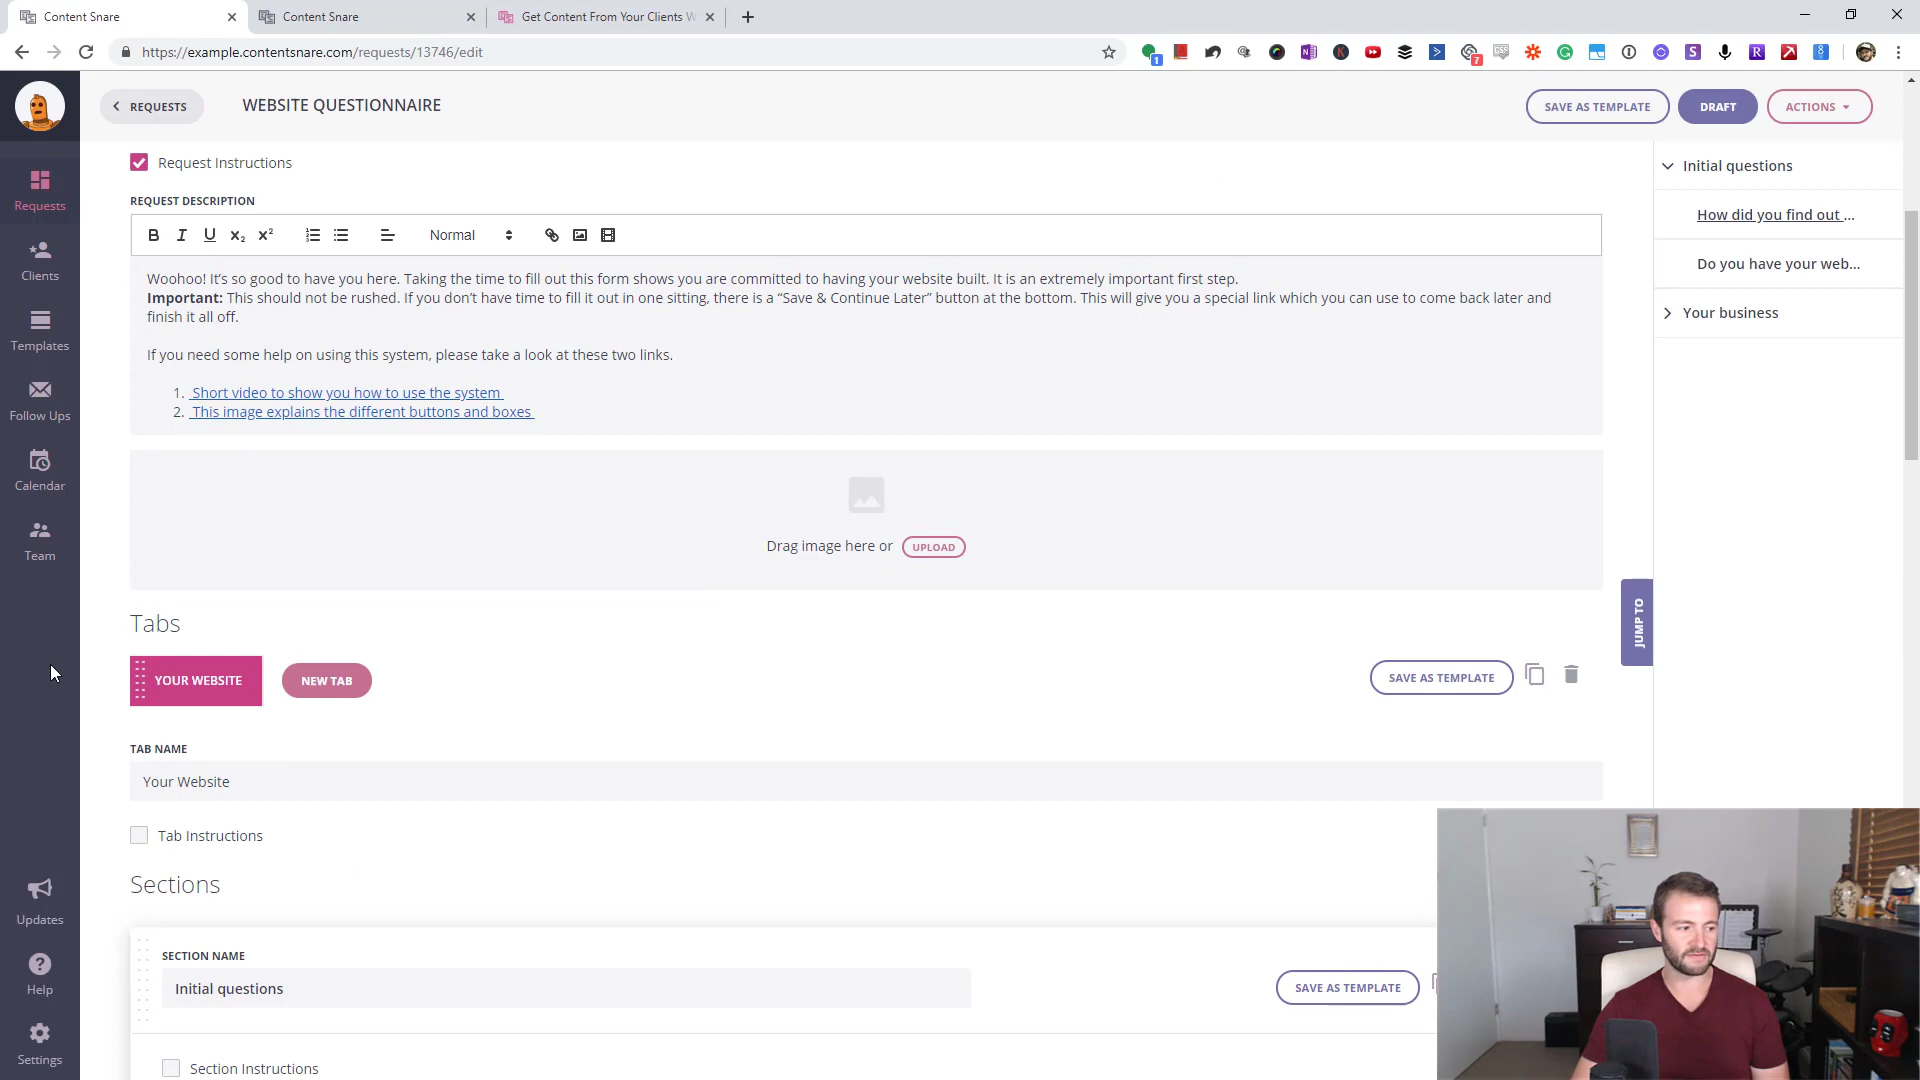 Content Snare
Content Snare
Get Content From Your Clients W
https://example.contentsnare.com/requests/13746/edit
REQUESTS
WEBSITE QUESTIONNAIRE
SAVE AS TEMPLATE
DRAFT
ACTIONS
Requests
Clients
Templates
Follow Ups
Calendar
Team
Updates
Help
Settings
Request Instructions
REQUEST DESCRIPTION
Normal
Woohoo! It's so good to have you here. Taking the time to fill out this form shows you are committed to having your website built. It is an extremely important first step.
Important: This should not be rushed. If you don't have time to fill it out in one sitting, there is a “Save & Continue Later” button at the bottom. This will give you a special link which you can use to come back later and
finish it all off.
If you need some help on using this system, please take a look at these two links.
1. Short video to show you how to use the system
2. This image explains the different buttons and boxes
Drag image here or UPLOAD
Tabs
YOUR WEBSITE
NEW TAB
SAVE AS TEMPLATE
TAB NAME
Your Website
Tab Instructions
Sections
SECTION NAME
Initial questions
SAVE AS TEMPLATE
Section Instructions
JUMP TO
Initial questions
How did you find out ...
Do you have your web...
Your business